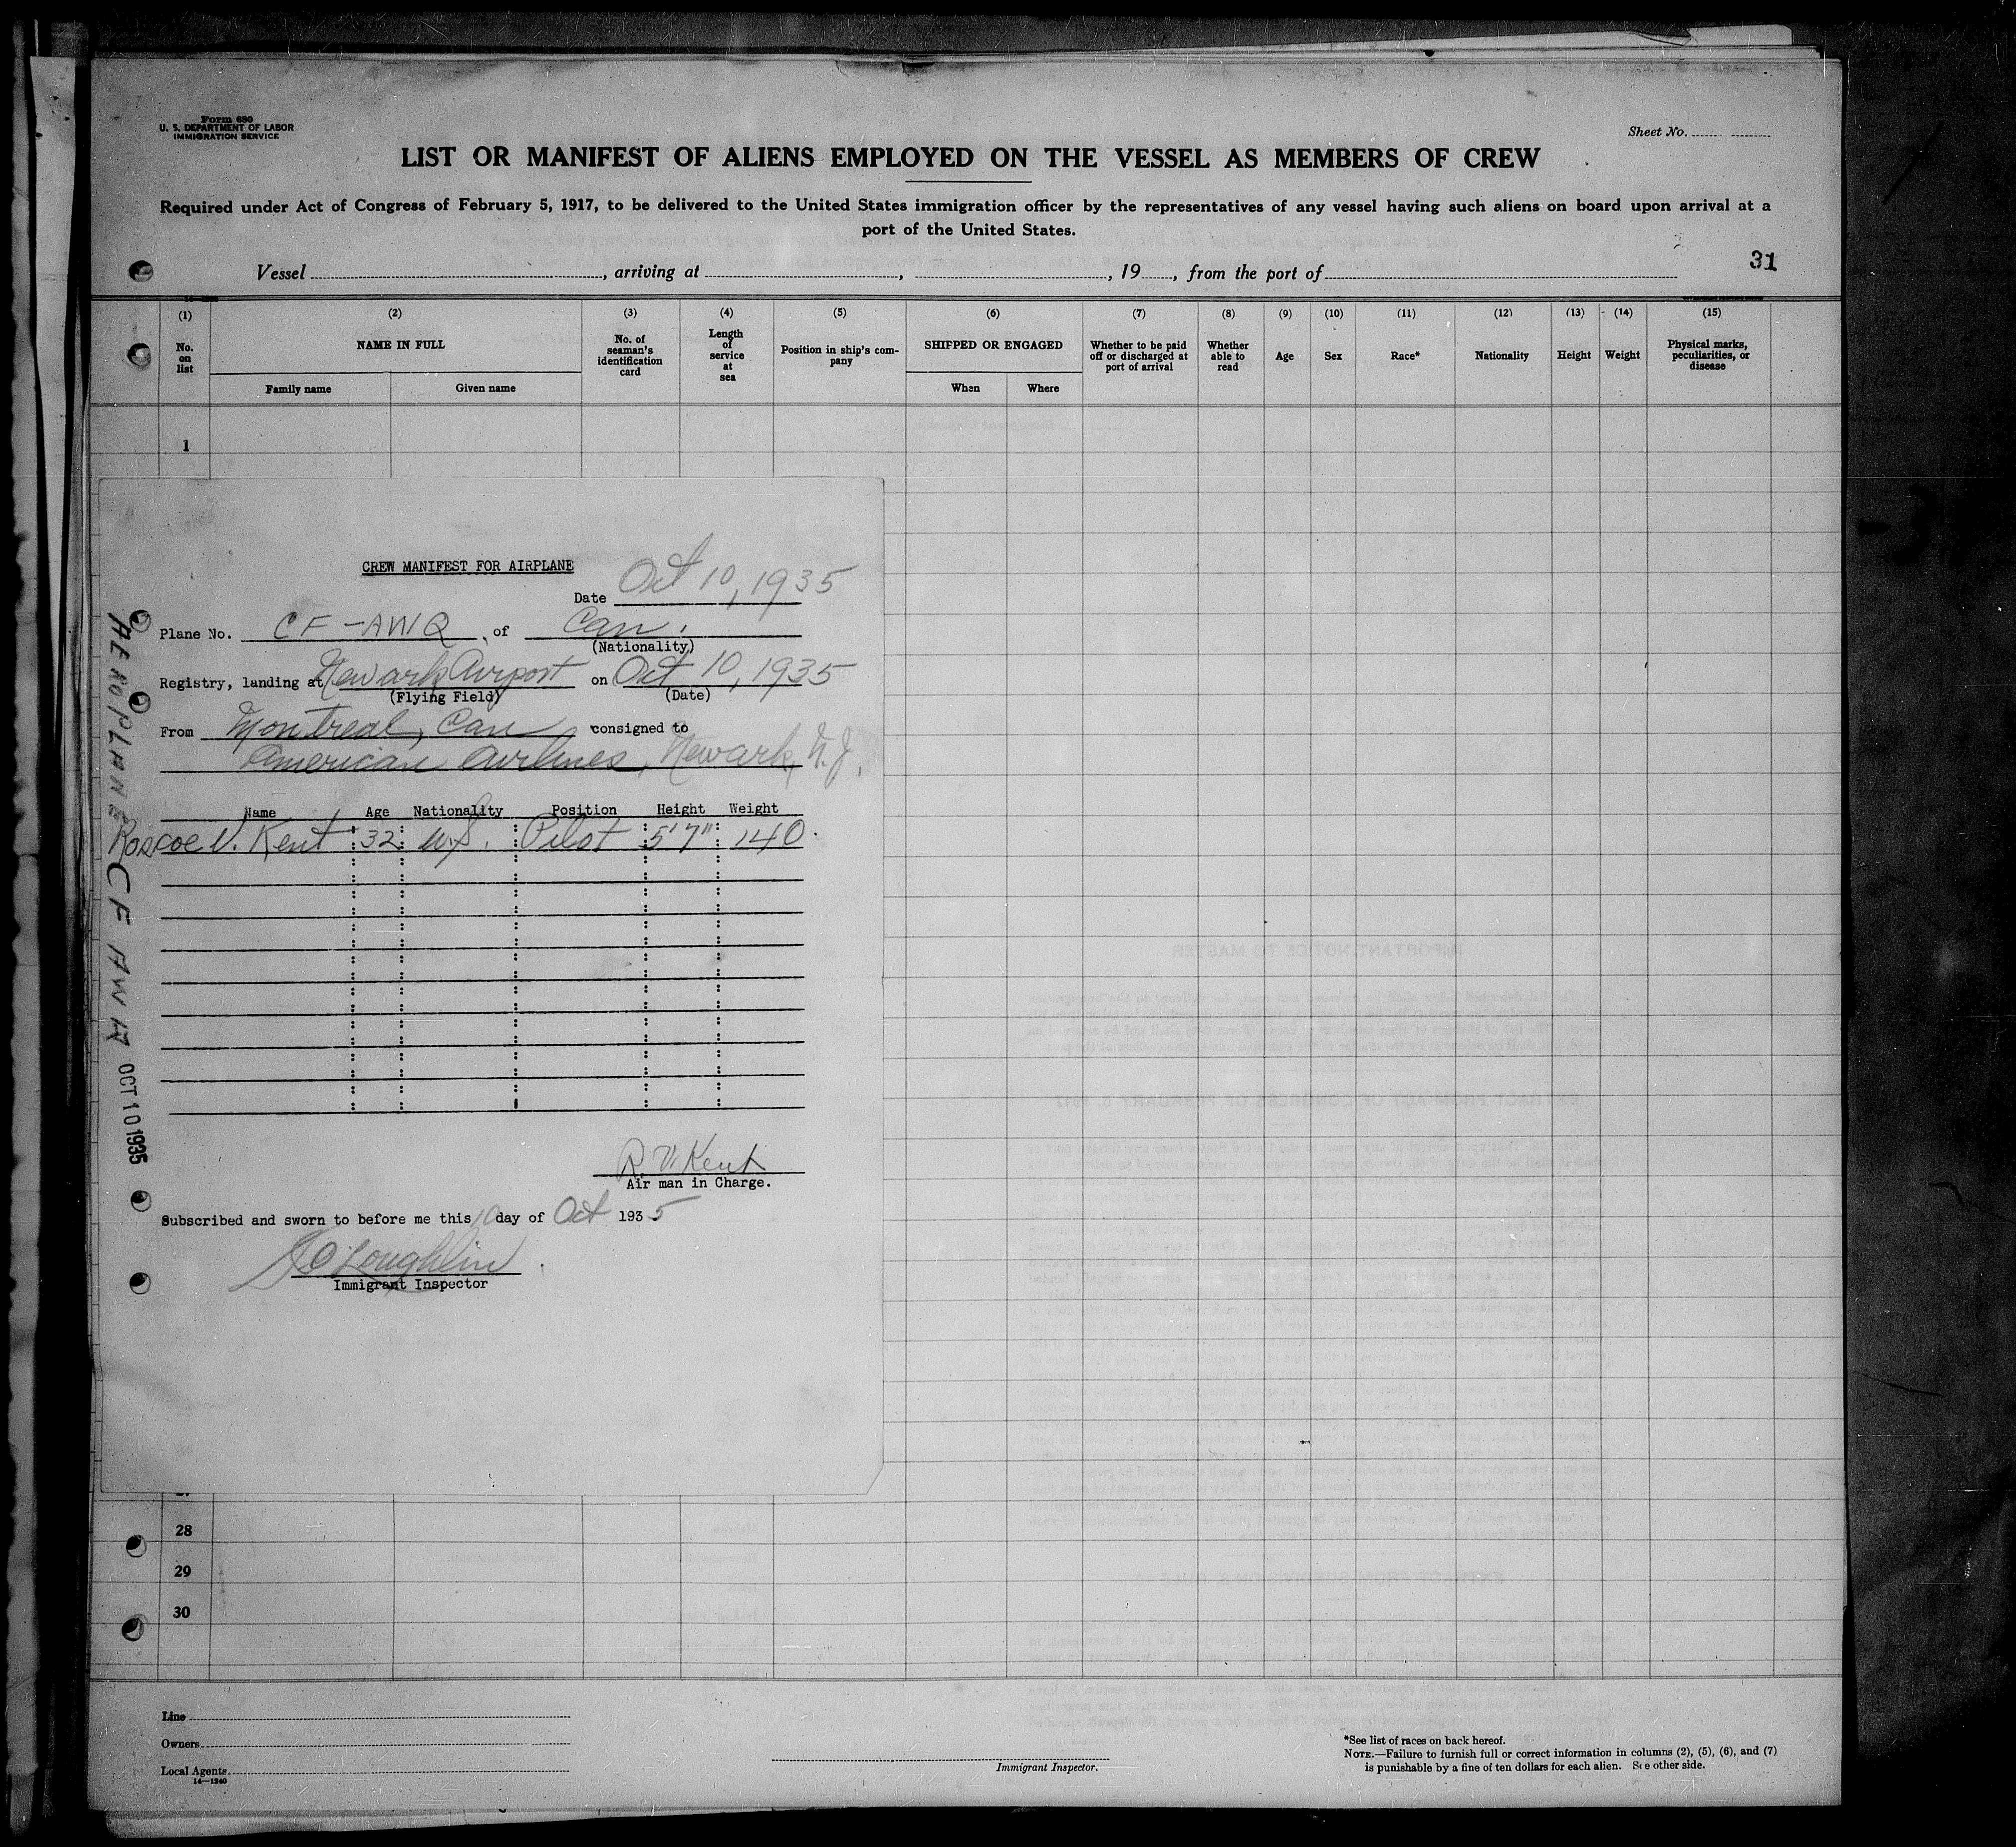 Form 680
U. S. DEPARTMENT OF LABOR
IMMIGRATION SERVICE
Sheet No.
LIST OR MANIFEST OF ALIENS EMPLOYED ON THE VESSEL AS MEMBERS OF CREW
Required under Act of Congress of February 5, 1917, to be delivered to the United States immigration officer by the representatives of any vessel having such aliens on board upon arrival at a
port of the United States.
Vessel , arriving at , , 19 , from the port of
31
(1) (2) (3) (4) (5) (6) (7) (8) (9) (10) (11) (12) (13) (14) (15)
No. on list
NAME IN FULL
Family name Given name
No. of seaman's identification card
Length of service at sea
Position in ship's company
SHIPPED OR ENGAGED
When Where
Whether to be paid off or discharged at port of arrival
Whether able to read
Age
Sex
Race*
Nationality
Height
Weight
Physical marks, peculiarities, or disease
1
CREW MANIFEST FOR AIRPLANE
Date Oct 10, 1935
Plane No. CF-AWQ, of Can.
(Nationality)
Registry, landing at Newark Airport on Oct 10, 1935
(Flying Field) (Date)
From Montreal, Can, consigned to
American Airlines, Newark, N.J.
Name Age Nationality Position Height Weight
Roscoe V. Kent 32 U.S. Pilot 5'7" 140
R. V. Kent
Air man in Charge.
Subscribed and sworn to before me this 10 day of Oct 1935
O'Loughlin
Immigrant Inspector
AEROPLANE CF AW
OCT 10 1935
28
29
30
Line
Owners
Local Agents
14—1240
Immigrant Inspector.
*See list of races on back hereof.
NOTE.—Failure to furnish full or correct information in columns (2), (5), (6), and (7)
is punishable by a fine of ten dollars for each alien. See other side.